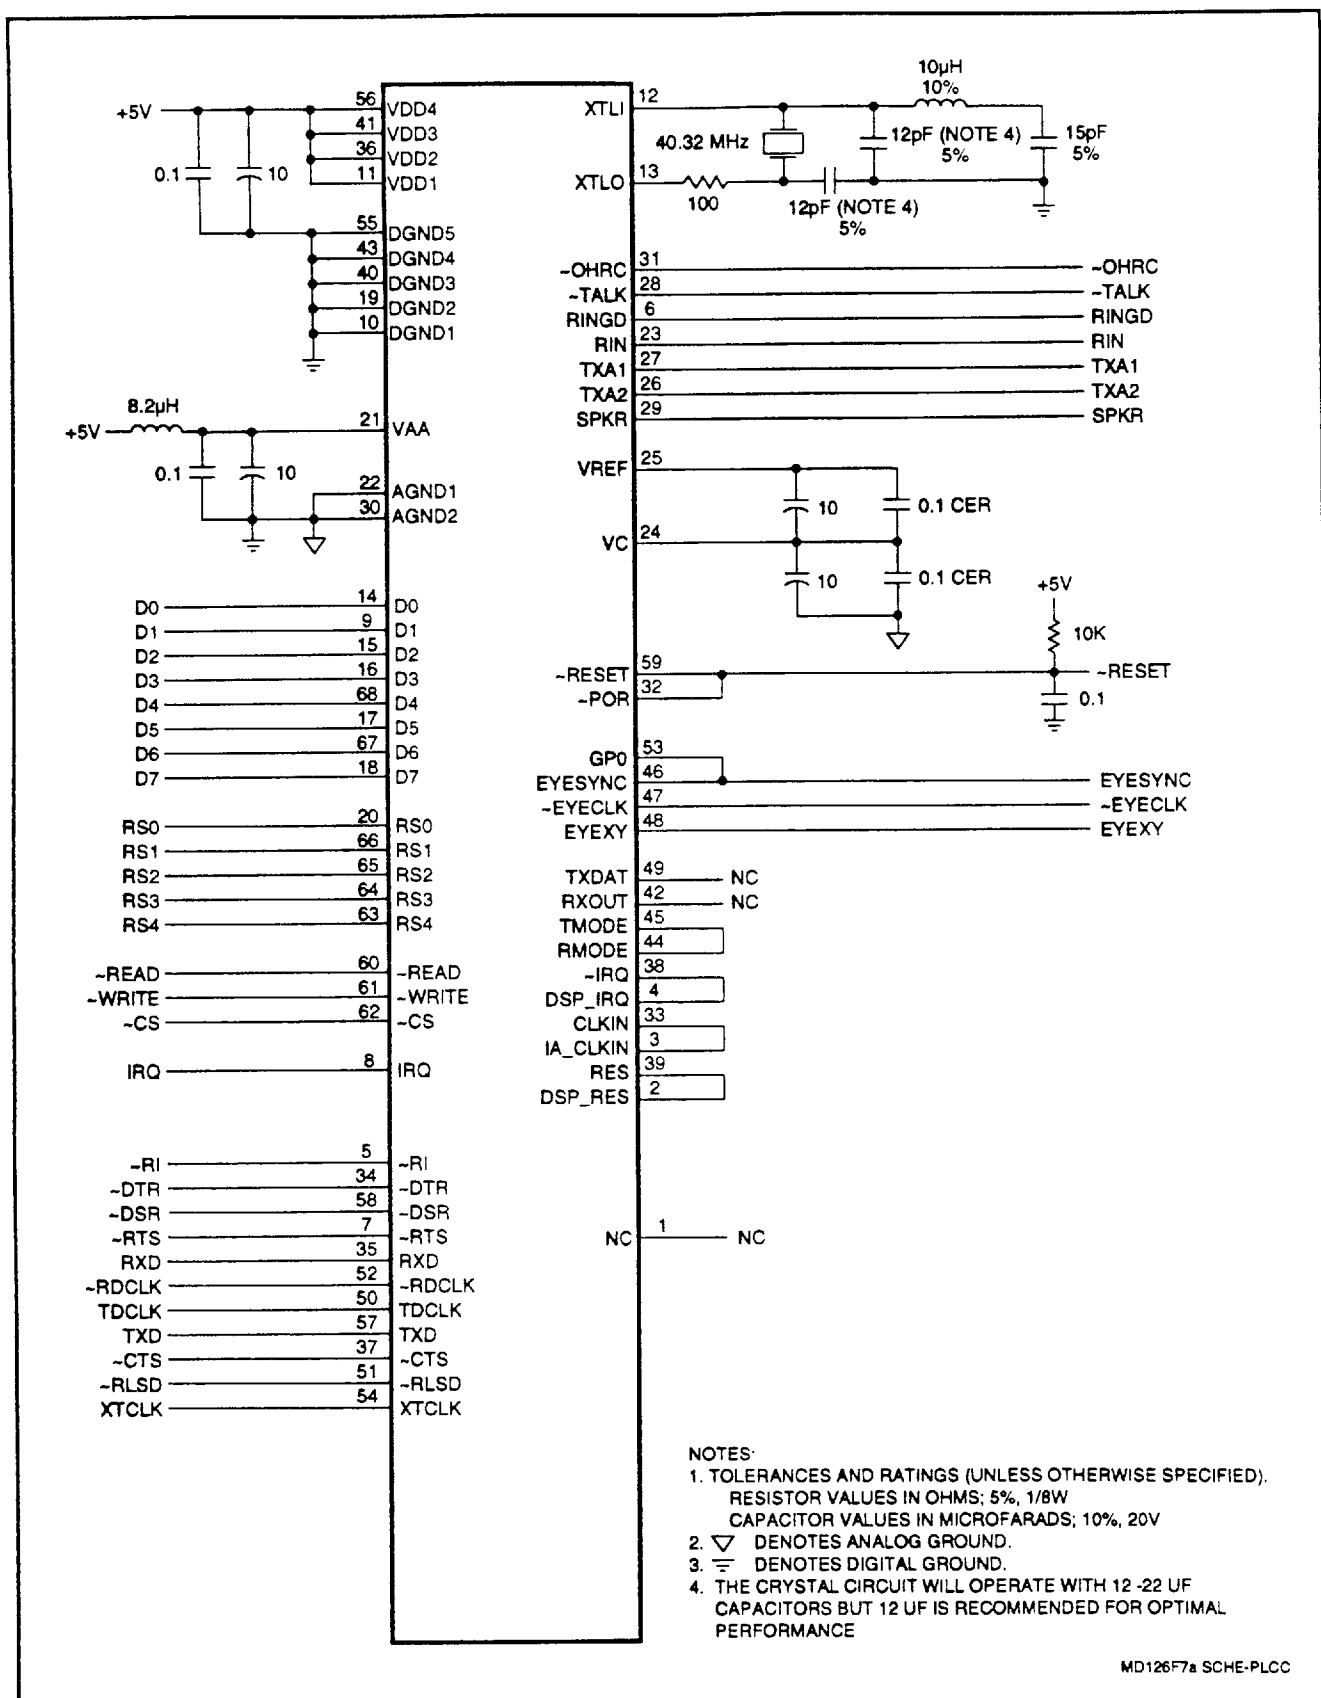 +5V
56 VDD4
41 VDD3
36 VDD2
11 VDD1
0.1
10
55 DGND5
43 DGND4
40 DGND3
19 DGND2
10 DGND1
8.2µH
+5V
21 VAA
0.1
10
22 AGND1
30 AGND2
D0 14 D0
D1 9 D1
D2 15 D2
D3 16 D3
D4 68 D4
D5 17 D5
D6 67 D6
D7 18 D7
RS0 20 RS0
RS1 66 RS1
RS2 65 RS2
RS3 64 RS3
RS4 63 RS4
~READ 60 ~READ
~WRITE 61 ~WRITE
~CS 62 ~CS
IRQ 8 IRQ
~RI 5 ~RI
~DTR 34 ~DTR
~DSR 58 ~DSR
~RTS 7 ~RTS
RXD 35 RXD
~RDCLK 52 ~RDCLK
TDCLK 50 TDCLK
TXD 57 TXD
~CTS 37 ~CTS
~RLSD 51 ~RLSD
XTCLK 54 XTCLK
10µH
10%
XTLI 12
40.32 MHz
12pF (NOTE 4)
5%
15pF
5%
XTLO 13
100
12pF (NOTE 4)
5%
~OHRC 31 ~OHRC
~TALK 28 ~TALK
RINGD 6 RINGD
RIN 23 RIN
TXA1 27 TXA1
TXA2 26 TXA2
SPKR 29 SPKR
VREF 25
10
0.1 CER
VC 24
10
0.1 CER
+5V
10K
~RESET 59 ~RESET
~POR 32
0.1
GP0 53
EYESYNC 46 EYESYNC
~EYECLK 47 ~EYECLK
EYEXY 48 EYEXY
TXDAT 49 NC
RXOUT 42 NC
TMODE 45
RMODE 44
~IRQ 38
DSP_IRQ 4
CLKIN 33
IA_CLKIN 3
RES 39
DSP_RES 2
NC 1 NC
NOTES:
1. TOLERANCES AND RATINGS (UNLESS OTHERWISE SPECIFIED).
RESISTOR VALUES IN OHMS; 5%, 1/8W
CAPACITOR VALUES IN MICROFARADS; 10%, 20V
2. DENOTES ANALOG GROUND.
3. DENOTES DIGITAL GROUND.
4. THE CRYSTAL CIRCUIT WILL OPERATE WITH 12 -22 UF
CAPACITORS BUT 12 UF IS RECOMMENDED FOR OPTIMAL
PERFORMANCE
MD126F7a SCHE-PLCC